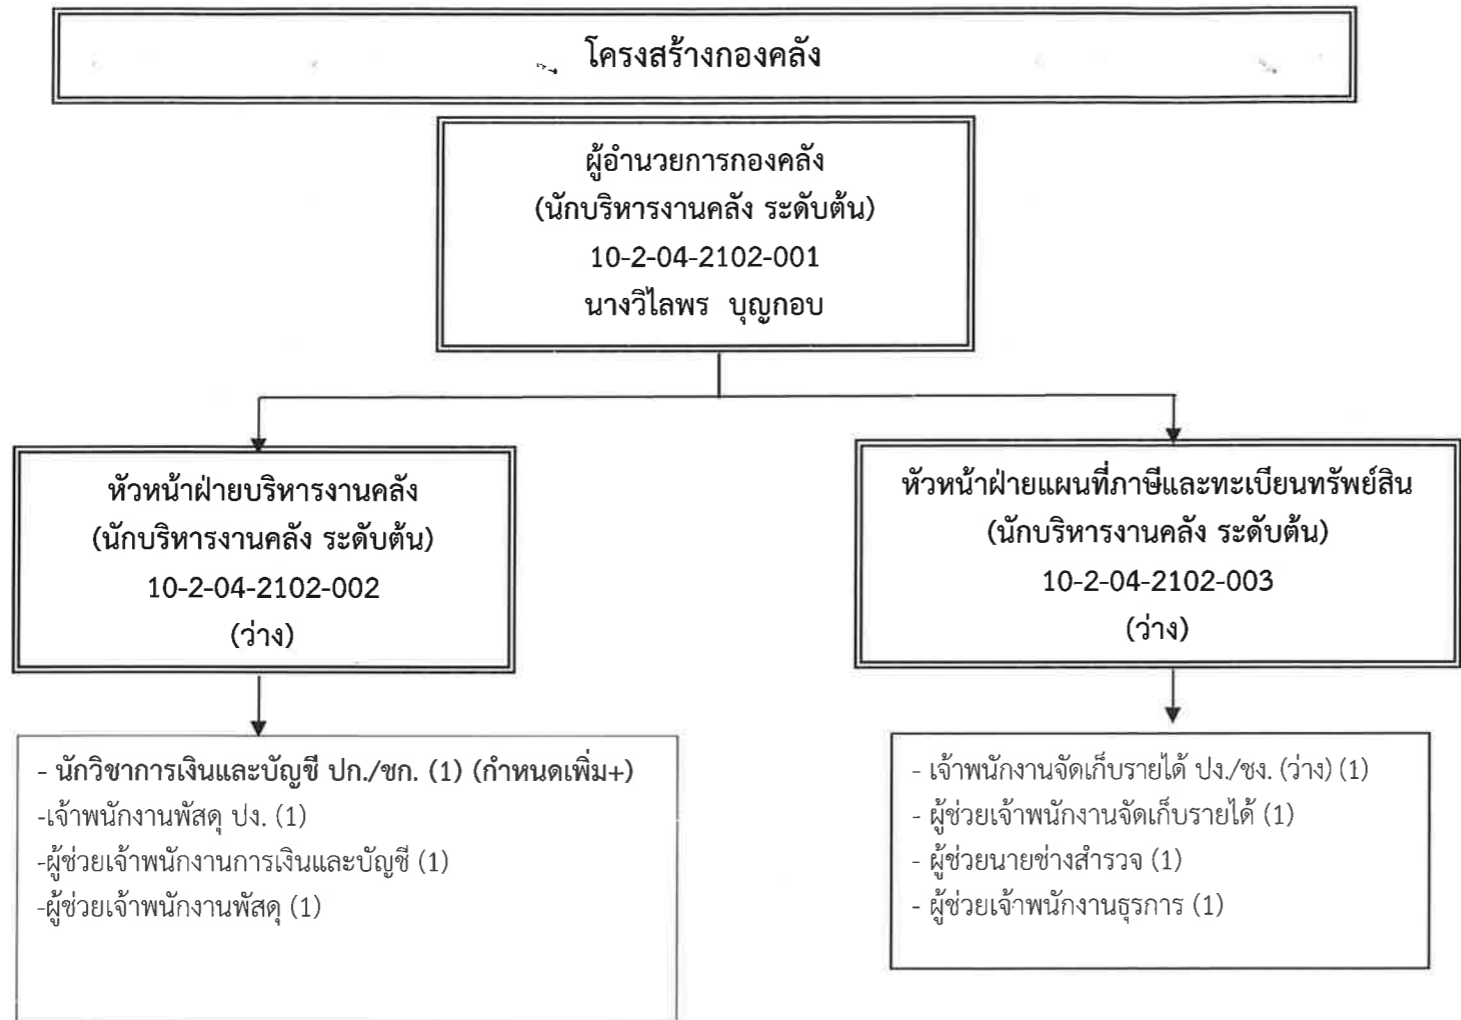 โครงสร้างกองคลัง
ผู้อำนวยการกองคลัง
(นักบริหารงานคลัง ระดับต้น)
10-2-04-2102-001
นางวิไลพร บุญกอบ
หัวหน้าฝ่ายบริหารงานคลัง
(นักบริหารงานคลัง ระดับต้น)
10-2-04-2102-002
(ว่าง)
หัวหน้าฝ่ายแผนที่ภาษีและทะเบียนทรัพย์สิน
(นักบริหารงานคลัง ระดับต้น)
10-2-04-2102-003
(ว่าง)
- นักวิชาการเงินและบัญชี ปก./ชก. (1) (กำหนดเพิ่ม+)
-เจ้าพนักงานพัสดุ ปง. (1)
-ผู้ช่วยเจ้าพนักงานการเงินและบัญชี (1)
-ผู้ช่วยเจ้าพนักงานพัสดุ (1)
- เจ้าพนักงานจัดเก็บรายได้ ปง./ชง. (ว่าง) (1)
- ผู้ช่วยเจ้าพนักงานจัดเก็บรายได้ (1)
- ผู้ช่วยนายช่างสำรวจ (1)
- ผู้ช่วยเจ้าพนักงานธุรการ (1)